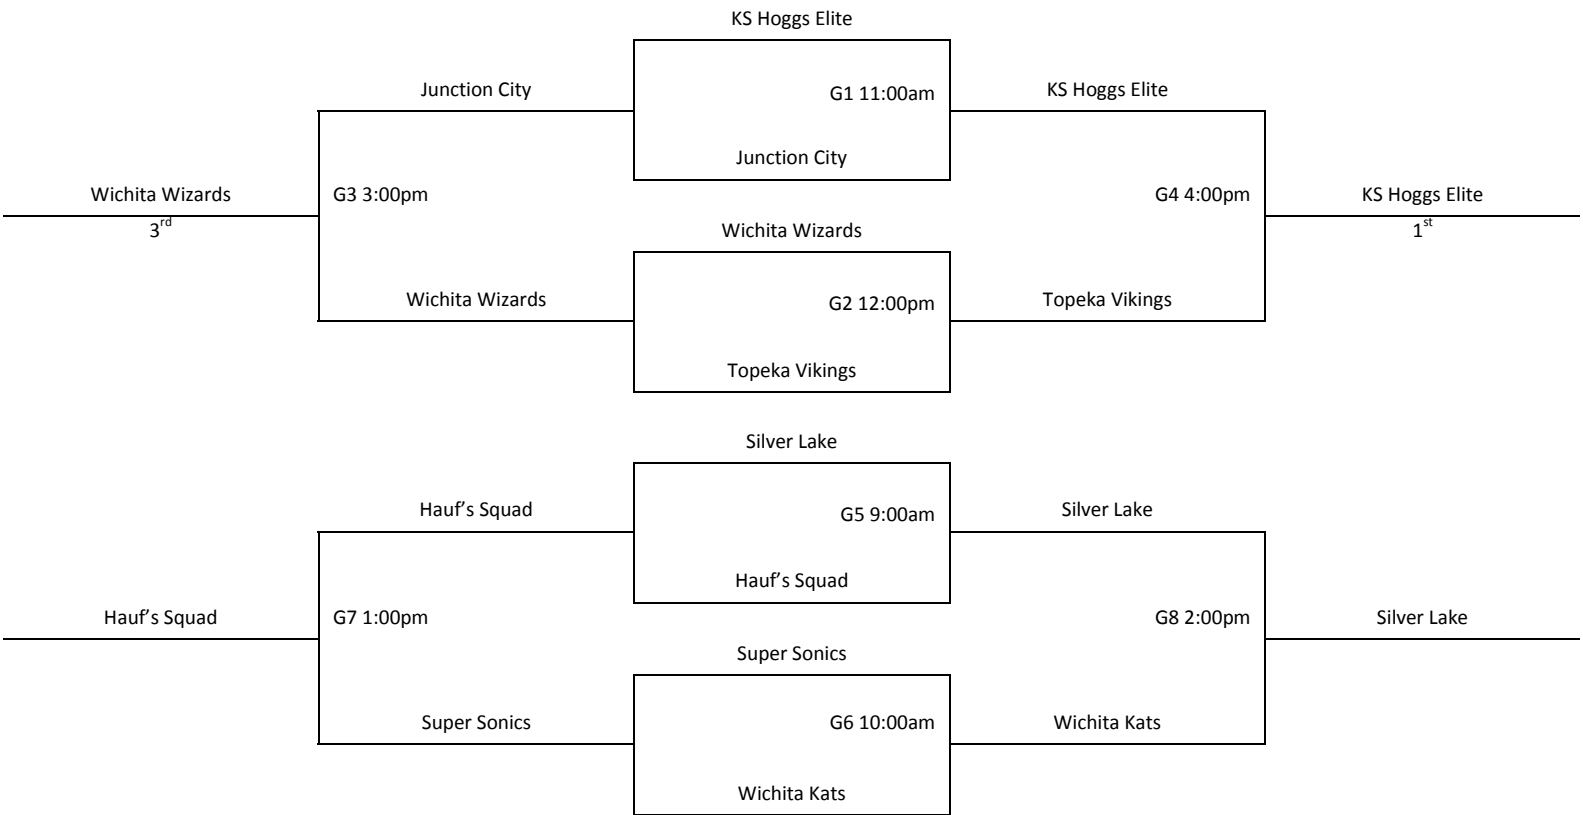 KS Hoggs Elite
Junction City
G1 11:00am
KS Hoggs Elite
Junction City
Wichita Wizards
G3 3:00pm
G4 4:00pm
KS Hoggs Elite
3rd
1st
Wichita Wizards
Wichita Wizards
G2 12:00pm
Topeka Vikings
Topeka Vikings
Silver Lake
Hauf’s Squad
G5 9:00am
Silver Lake
Hauf’s Squad
Hauf’s Squad
G7 1:00pm
G8 2:00pm
Silver Lake
Super Sonics
Super Sonics
G6 10:00am
Wichita Kats
Wichita Kats